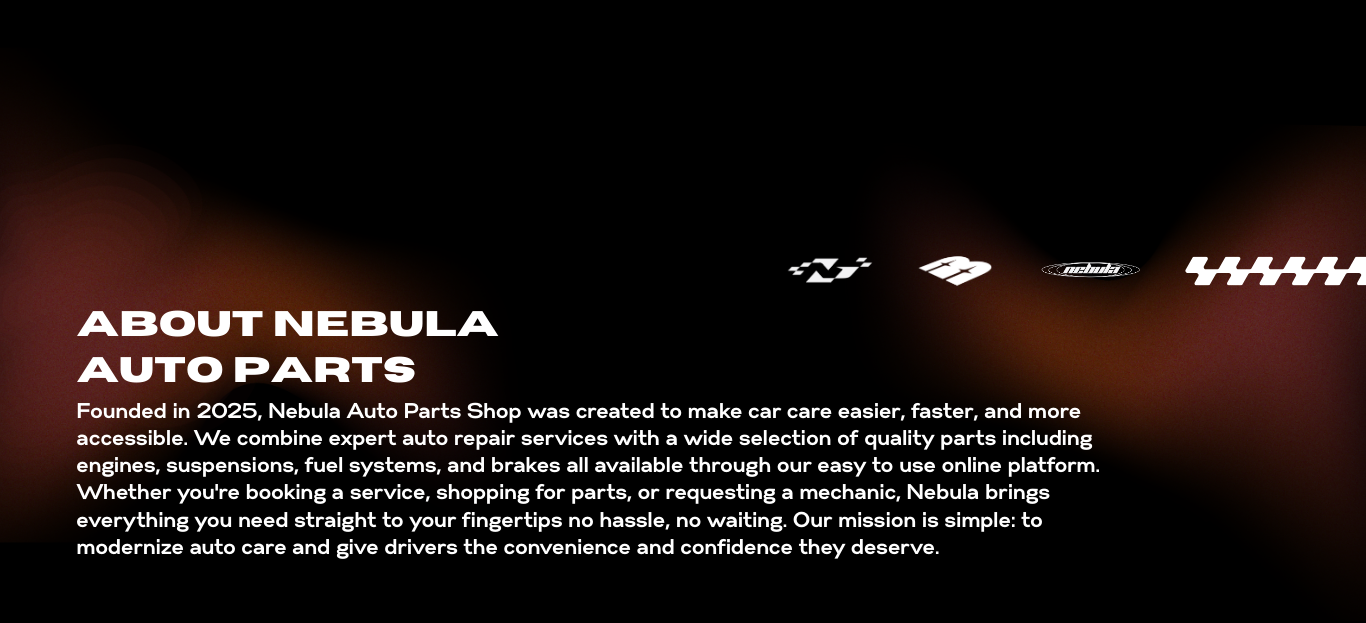 nebula
ABOUT NEBULA
AUTO PARTS
Founded in 2025, Nebula Auto Parts Shop was created to make car care easier, faster, and more
accessible. We combine expert auto repair services with a wide selection of quality parts including
engines, suspensions, fuel systems, and brakes all available through our easy to use online platform.
Whether you're booking a service, shopping for parts, or requesting a mechanic, Nebula brings
everything you need straight to your fingertips no hassle, no waiting. Our mission is simple: to
modernize auto care and give drivers the convenience and confidence they deserve.